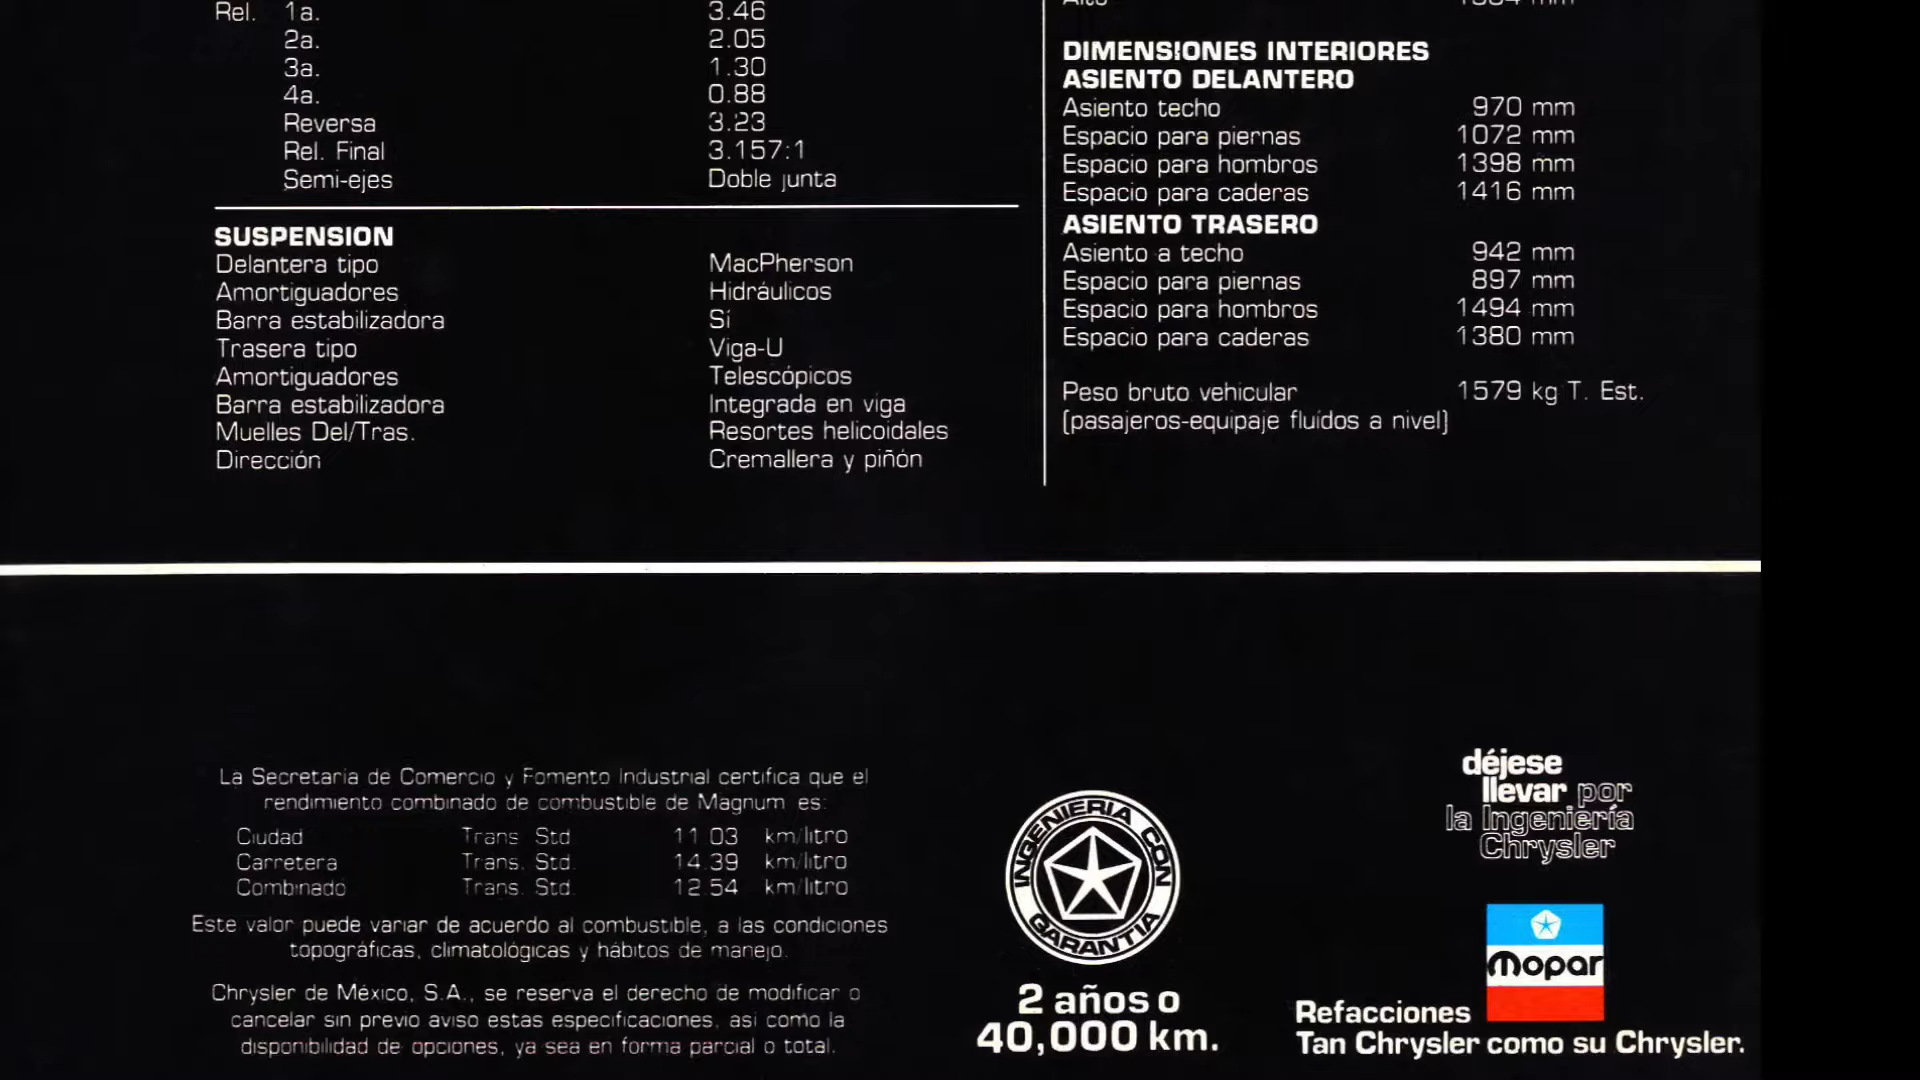 Rel. 1a. 3.46
2a. 2.05
3a. 1.30
4a. 0.88
Reversa 3.23
Rel. Final 3.157:1
Semi-ejes Doble junta
SUSPENSION
Delantera tipo MacPherson
Amortiguadores Hidráulicos
Barra estabilizadora Sí
Trasera tipo Viga-U
Amortiguadores Telescópicos
Barra estabilizadora Integrada en viga
Muelles Del/Tras. Resortes helicoidales
Dirección Cremallera y piñón
DIMENSIONES INTERIORES
ASIENTO DELANTERO
Asiento techo 970 mm
Espacio para piernas 1072 mm
Espacio para hombros 1398 mm
Espacio para caderas 1416 mm
ASIENTO TRASERO
Asiento a techo 942 mm
Espacio para piernas 897 mm
Espacio para hombros 1494 mm
Espacio para caderas 1380 mm
Peso bruto vehicular 1579 kg T. Est.
(pasajeros-equipaje fluídos a nivel)
La Secretaría de Comercio y Fomento Industrial certifica que el
rendimiento combinado de combustible de Magnum es:
Ciudad Trans. Std. 11.03 km/litro
Carretera Trans. Std. 14.39 km/litro
Combinado Trans. Std. 12.54 km/litro
Este valor puede variar de acuerdo al combustible, a las condiciones
topográficas, climatológicas y hábitos de manejo.
Chrysler de México, S.A., se reserva el derecho de modificar o
cancelar sin previo aviso estas especificaciones, así como la
disponibilidad de opciones, ya sea en forma parcial o total.
INGENIERIA CON
GARANTIA
2 años o
40,000 km.
déjese
llevar por
la Ingeniería
Chrysler
Mopar
Refacciones
Tan Chrysler como su Chrysler.